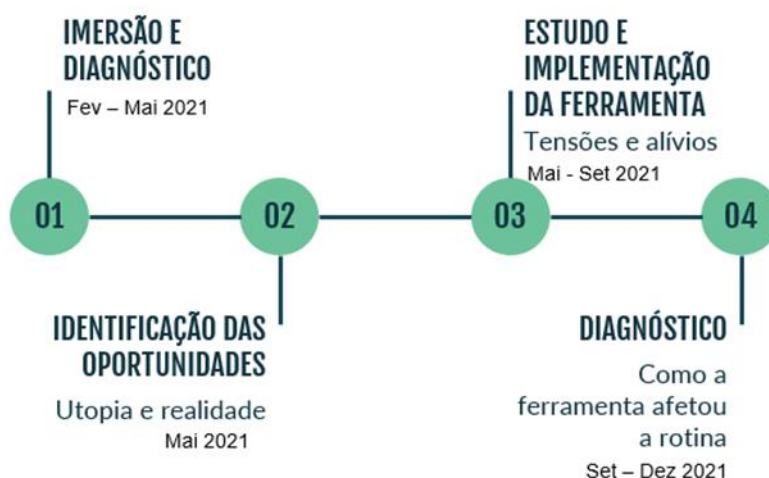 IMERSÃO E
DIAGNÓSTICO
Fev – Mai 2021
ESTUDO E
IMPLEMENTAÇÃO
DA FERRAMENTA
Tensões e alívios
Mai - Set 2021
01
02
03
04
IDENTIFICAÇÃO DAS
OPORTUNIDADES
Utopia e realidade
Mai 2021
DIAGNÓSTICO
Como a
ferramenta afetou
a rotina
Set – Dez 2021